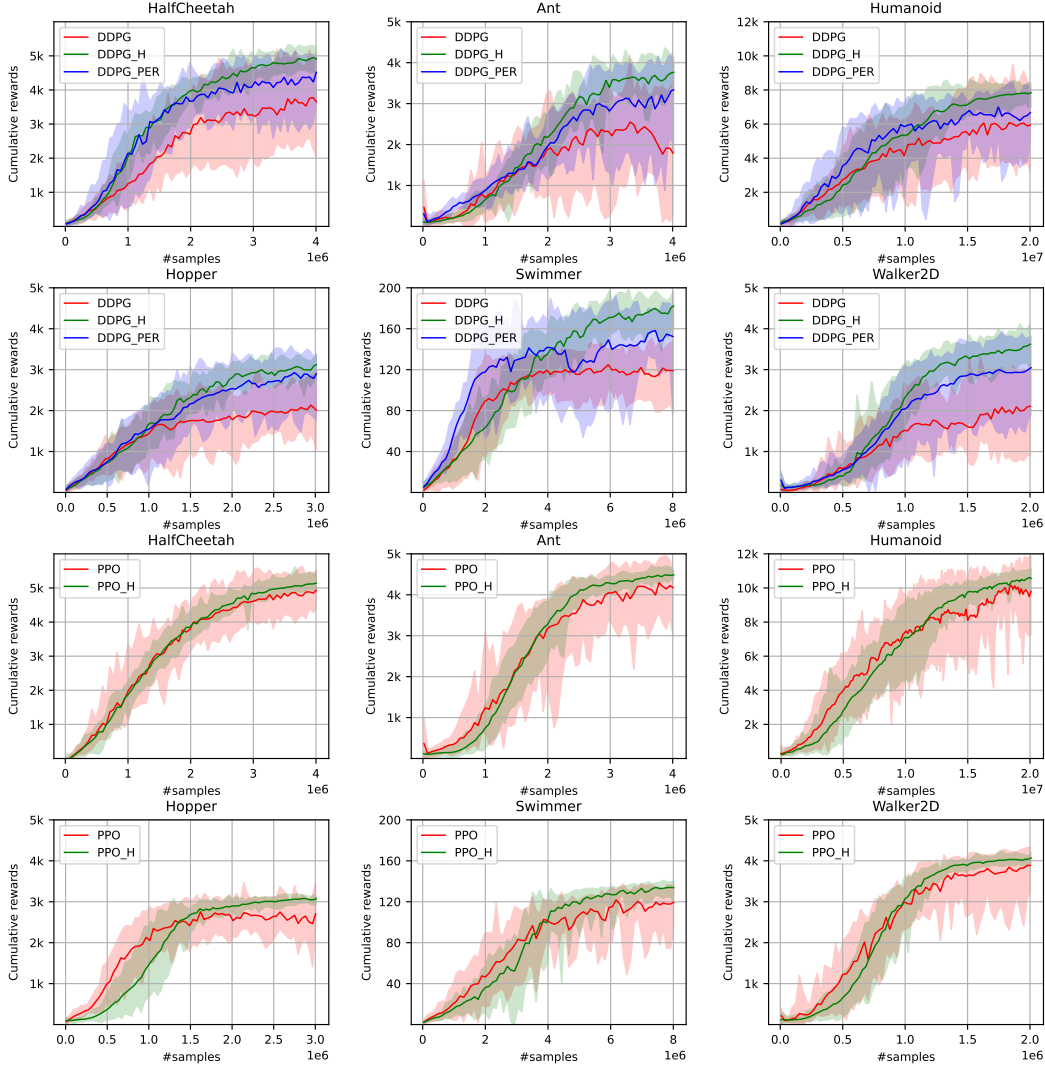 HalfCheetah
Cumulative rewards
5k
4k
3k
2k
1k
DDPG
DDPG_H
DDPG_PER
0 1 2 3 4
#samples
1e6
Ant
Cumulative rewards
5k
4k
3k
2k
1k
DDPG
DDPG_H
DDPG_PER
0 1 2 3 4
#samples
1e6
Humanoid
Cumulative rewards
12k
10k
8k
6k
4k
2k
DDPG
DDPG_H
DDPG_PER
0.0 0.5 1.0 1.5 2.0
#samples
1e7
Hopper
Cumulative rewards
5k
4k
3k
2k
1k
DDPG
DDPG_H
DDPG_PER
0.0 0.5 1.0 1.5 2.0 2.5 3.0
#samples
1e6
Swimmer
Cumulative rewards
200
160
120
80
40
DDPG
DDPG_H
DDPG_PER
0 2 4 6 8
#samples
1e6
Walker2D
Cumulative rewards
5k
4k
3k
2k
1k
DDPG
DDPG_H
DDPG_PER
0.0 0.5 1.0 1.5 2.0
#samples
1e6
HalfCheetah
Cumulative rewards
5k
4k
3k
2k
1k
PPO
PPO_H
0 1 2 3 4
#samples
1e6
Ant
Cumulative rewards
5k
4k
3k
2k
1k
PPO
PPO_H
0 1 2 3 4
#samples
1e6
Humanoid
Cumulative rewards
12k
10k
8k
6k
4k
2k
PPO
PPO_H
0.0 0.5 1.0 1.5 2.0
#samples
1e7
Hopper
Cumulative rewards
5k
4k
3k
2k
1k
PPO
PPO_H
0.0 0.5 1.0 1.5 2.0 2.5 3.0
#samples
1e6
Swimmer
Cumulative rewards
200
160
120
80
40
PPO
PPO_H
0 2 4 6 8
#samples
1e6
Walker2D
Cumulative rewards
5k
4k
3k
2k
1k
PPO
PPO_H
0.0 0.5 1.0 1.5 2.0
#samples
1e6